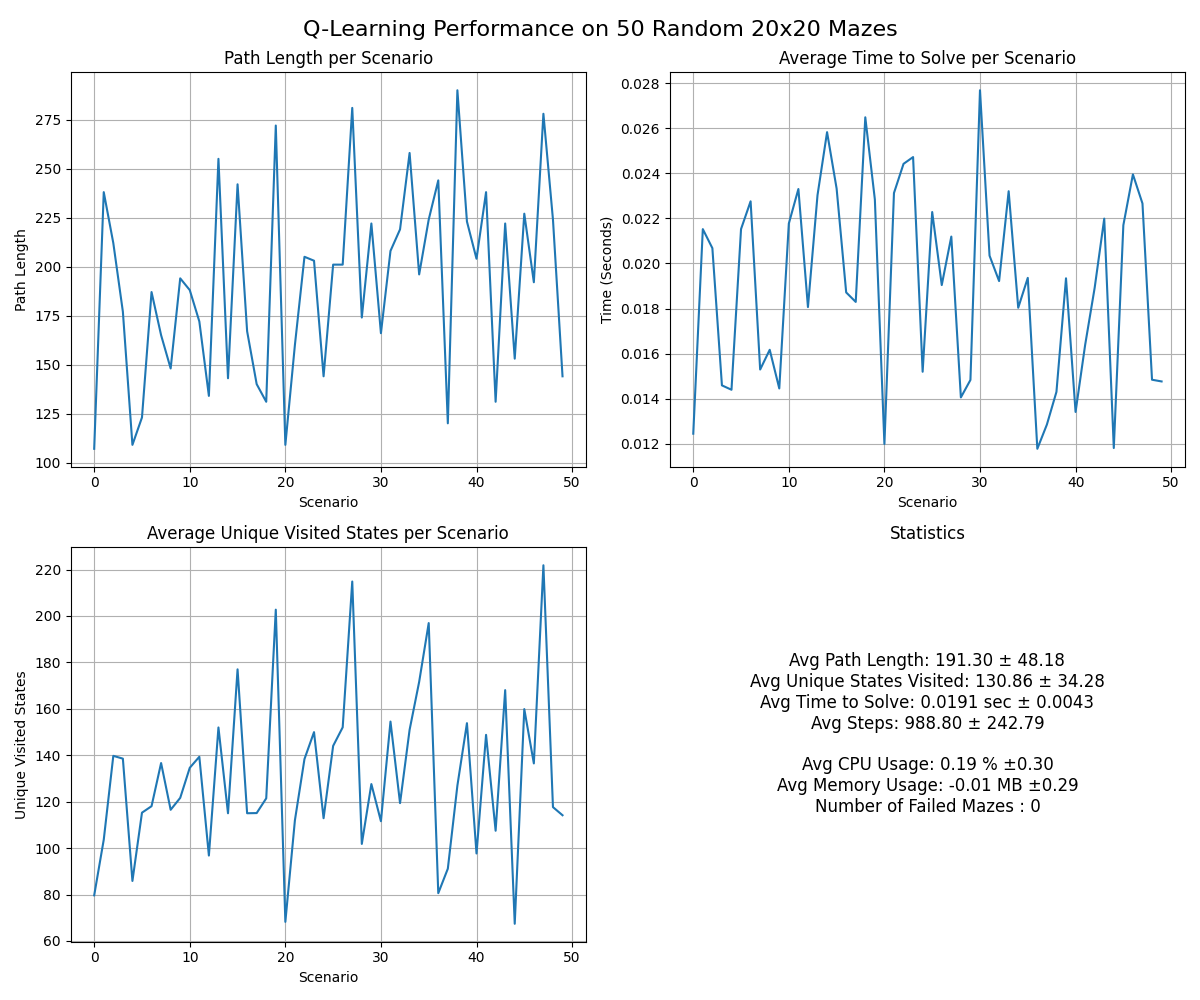 Q-Learning Performance on 50 Random 20x20 Mazes
Path Length per Scenario
275
250
225
200
175
150
125
100
Path Length
0 10 20 30 40 50
Scenario
Average Time to Solve per Scenario
0.028
0.026
0.024
0.022
0.020
0.018
0.016
0.014
0.012
Time (Seconds)
0 10 20 30 40 50
Scenario
Average Unique Visited States per Scenario
220
200
180
160
140
120
100
80
60
Unique Visited States
0 10 20 30 40 50
Scenario
Statistics
Avg Path Length: 191.30 ± 48.18
Avg Unique States Visited: 130.86 ± 34.28
Avg Time to Solve: 0.0191 sec ± 0.0043
Avg Steps: 988.80 ± 242.79
Avg CPU Usage: 0.19 % ±0.30
Avg Memory Usage: -0.01 MB ±0.29
Number of Failed Mazes : 0